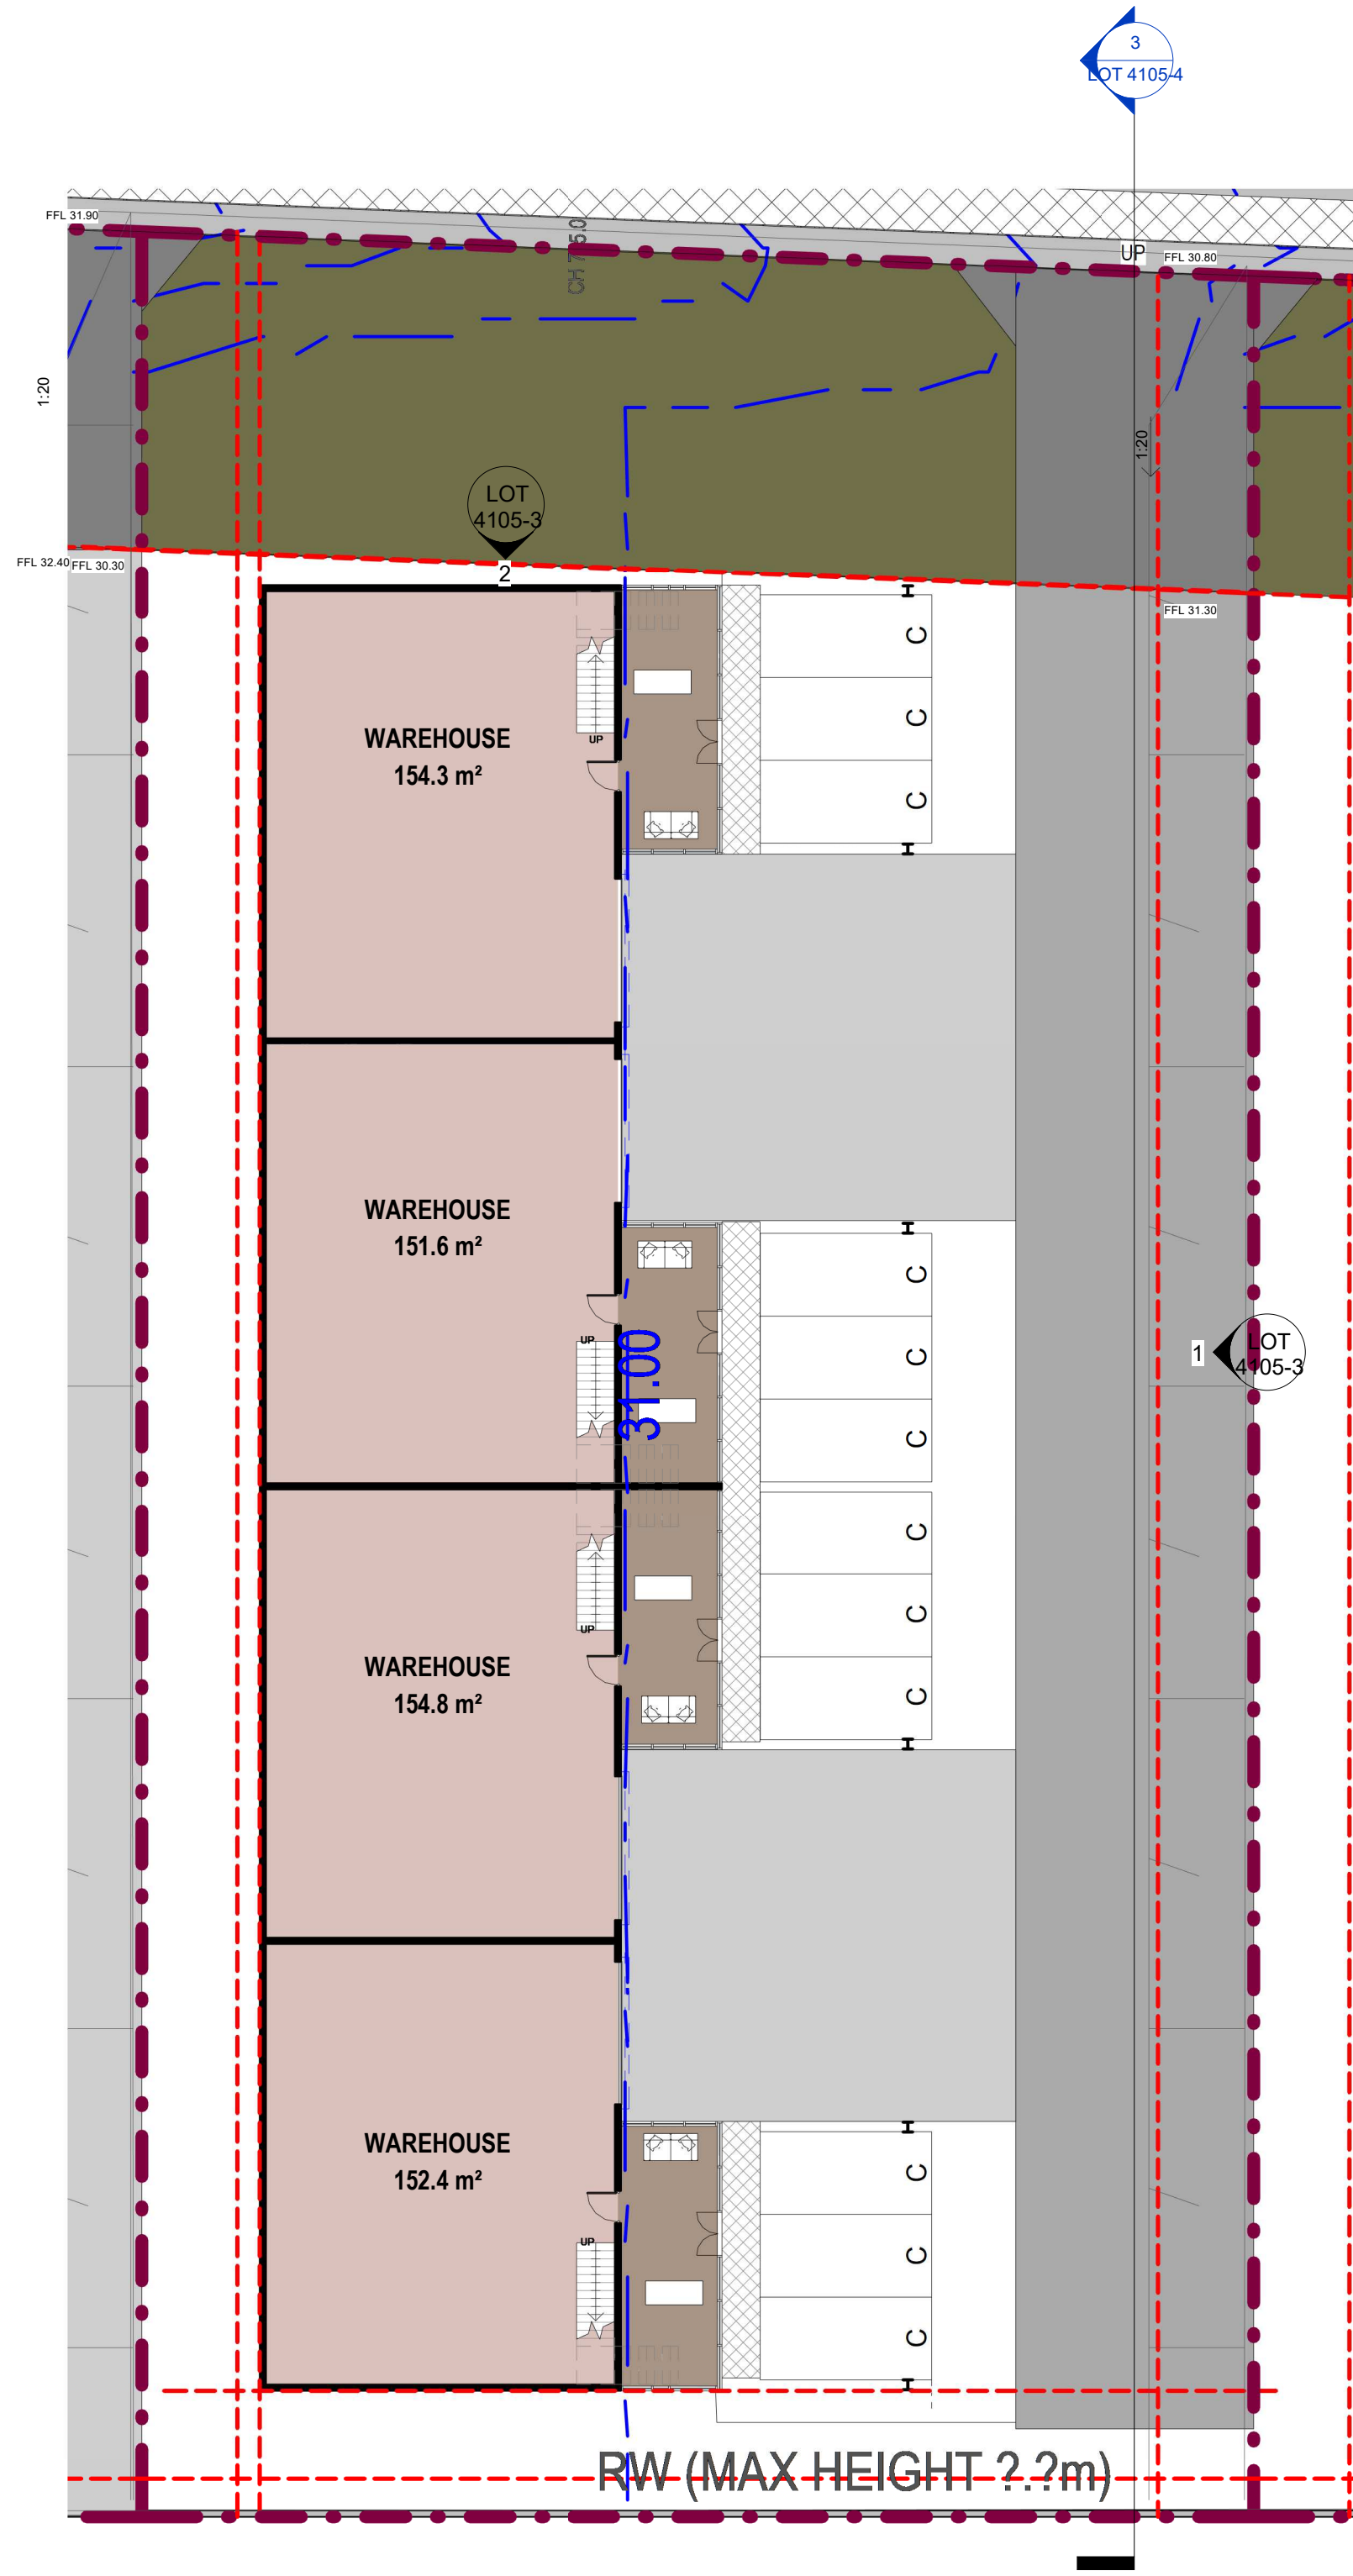 3
LOT 4105-4
FFL 31.90
CH 75.0
UP
FFL 30.80
1:20
1:20
LOT
4105-3
2
FFL 32.40
FFL 30.30
FFL 31.30
C
WAREHOUSE
154.3 m²
UP
C
C
WAREHOUSE
151.6 m²
C
UP
31.00
C
1
LOT
4105-3
C
C
UP
C
WAREHOUSE
154.8 m²
C
WAREHOUSE
152.4 m²
C
UP
C
C
RW (MAX HEIGHT ?.?m)